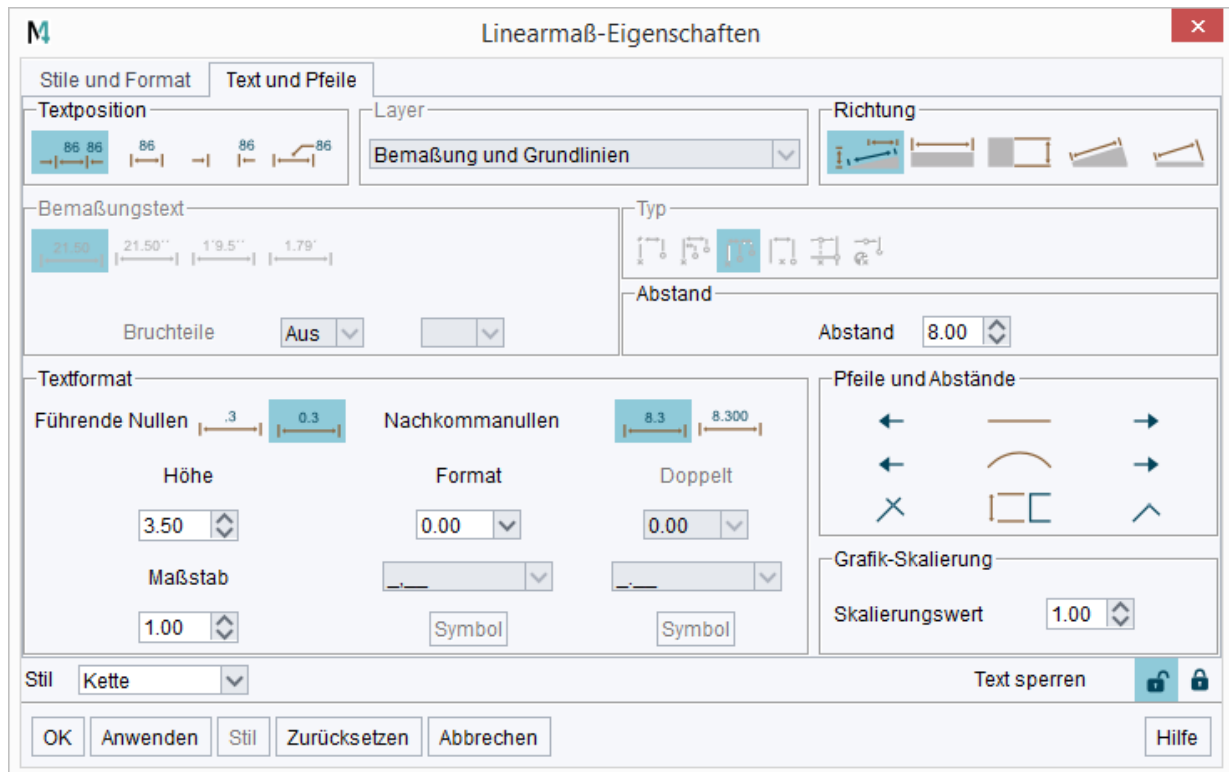 Linearmaß-Eigenschaften
Stile und Format Text und Pfeile
Textposition Layer Richtung
86 86 86 86 86
Bemaßung und Grundlinien
Bemaßungstext Typ
21.50 21.50´´ 1´9.5´´ 1.79´
Abstand
Bruchteile Aus Abstand 8.00
Textformat Pfeile und Abstände
Führende Nullen .3 0.3 Nachkommanullen 8.3 8.300
Höhe Format Doppelt
3.50 0.00 0.00
Grafik-Skalierung
Maßstab _.__ _.__
Skalierungswert 1.00
1.00 Symbol Symbol
Stil Kette Text sperren
OK Anwenden Stil Zurücksetzen Abbrechen Hilfe